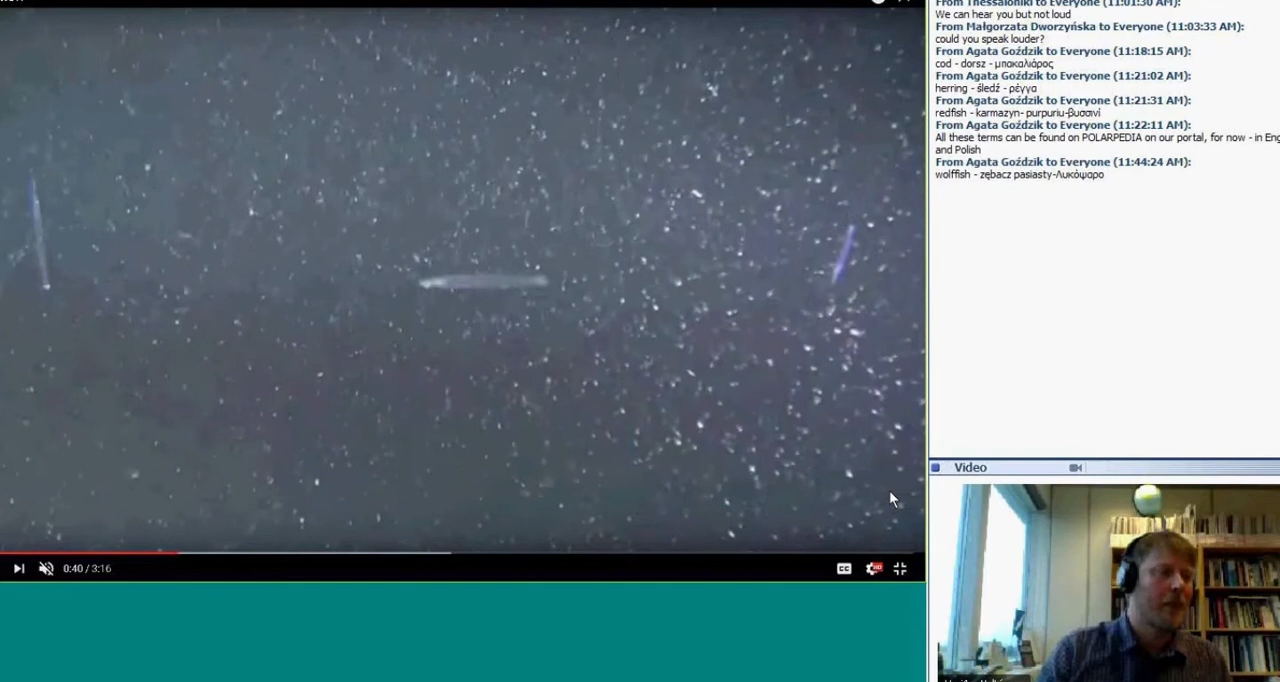 From Thessaloniki to Everyone (11:01:30 AM):
We can hear you but not loud
From Małgorzata Dworzyńska to Everyone (11:03:33 AM):
could you speak louder?
From Agata Goździk to Everyone (11:18:15 AM):
cod - dorsz - μπακαλιάρος
From Agata Goździk to Everyone (11:21:02 AM):
herring - śledź - ρέγγα
From Agata Goździk to Everyone (11:21:31 AM):
redfish - karmazyn- purpuriu-βυσσινί
From Agata Goździk to Everyone (11:22:11 AM):
All these terms can be found on POLARPEDIA on our portal, for now - in Eng
and Polish
From Agata Goździk to Everyone (11:44:24 AM):
wolffish - zębacz pasiasty-Λυκόψαρο
Video
0:40 / 3:16
CC
HD